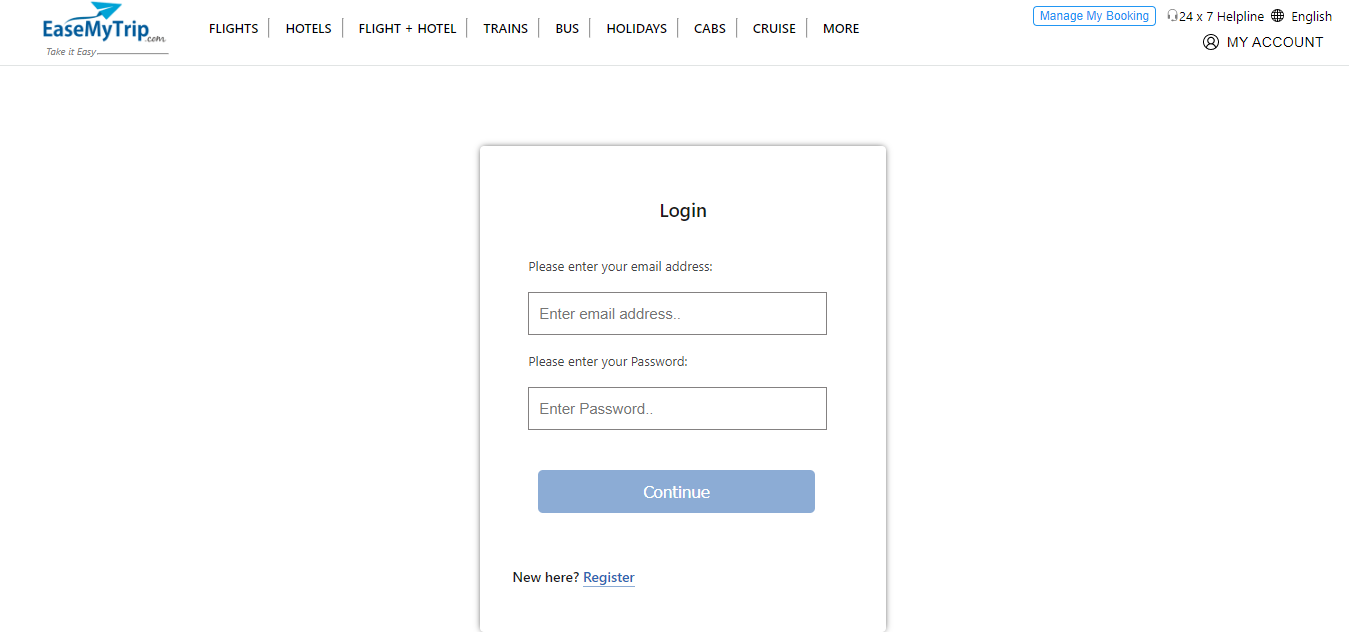 EaseMyTrip.com
Take it Easy
FLIGHTS HOTELS FLIGHT + HOTEL TRAINS BUS HOLIDAYS CABS CRUISE MORE
Manage My Booking 24 x 7 Helpline English
MY ACCOUNT
Login
Please enter your email address:
Enter email address..
Please enter your Password:
Enter Password..
Continue
New here? Register